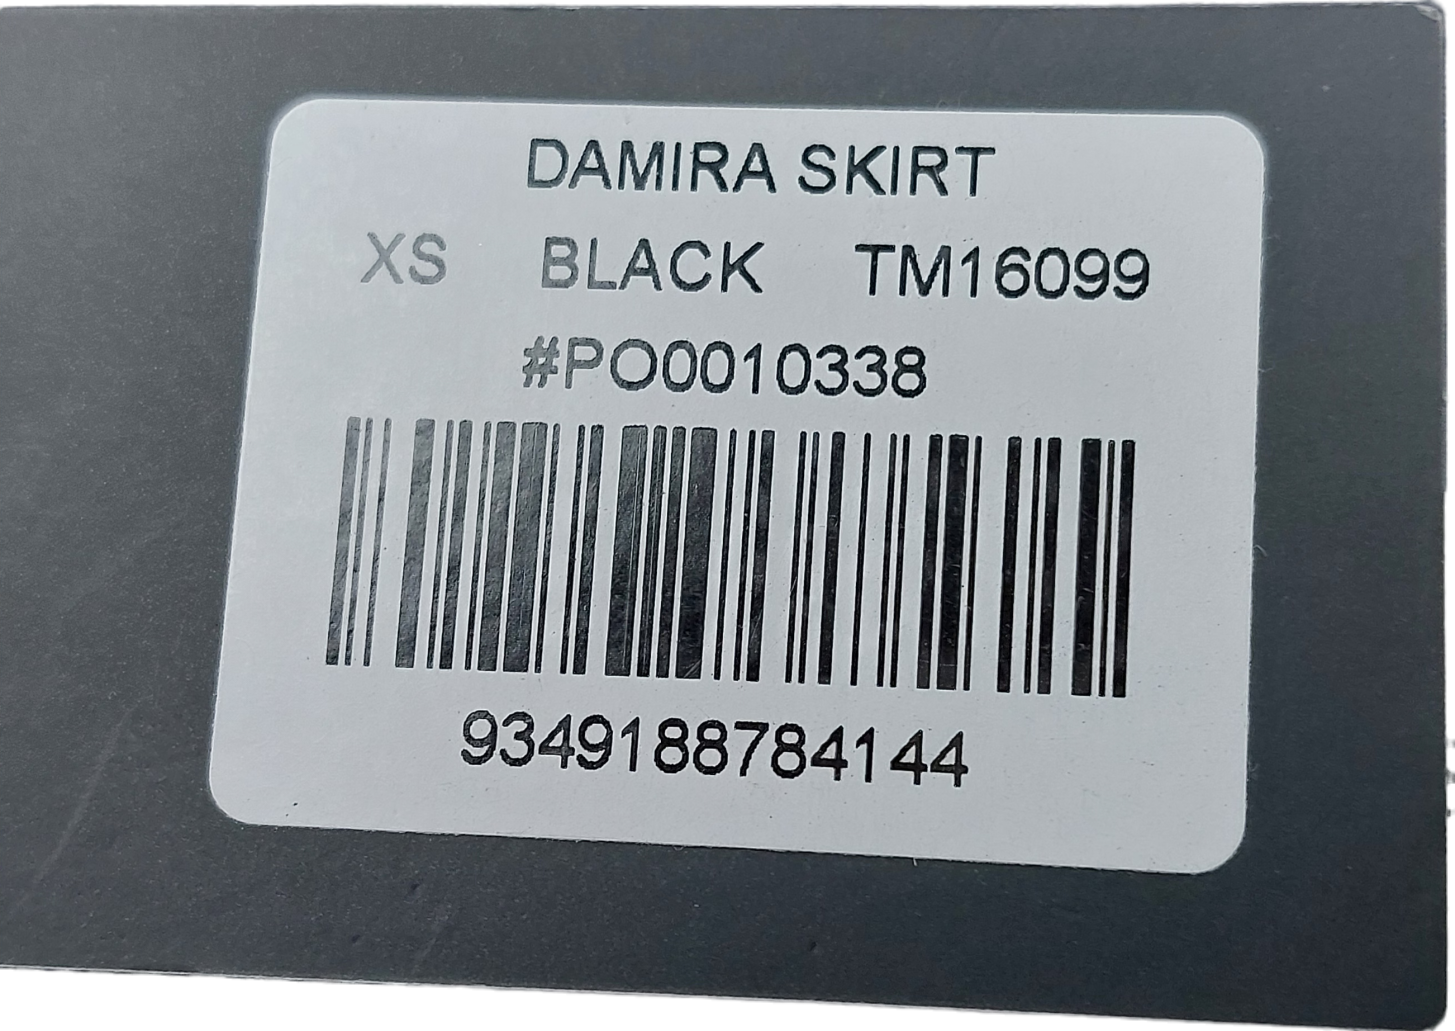 DAMIRA SKIRT
XS BLACK TM16099
#PO0010338
9349188784144